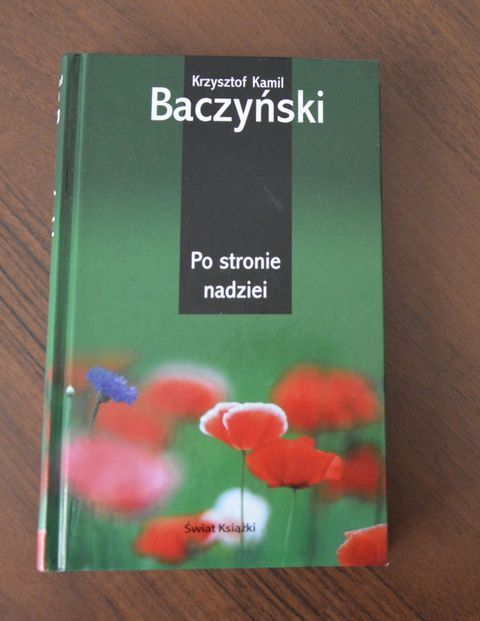 Krzysztof Kamil
Baczyński
Po stronie
nadziei
Świat Książki